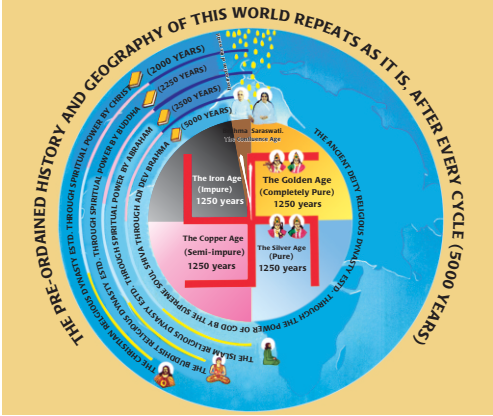 THE PRE-ORDAINED HISTORY AND GEOGRAPHY OF THIS WORLD REPEATS AS IT IS, AFTER EVERY CYCLE (5000 YEARS)
THE CHRISTIAN RELIGIOUS DYNASTY ESTD. THROUGH SPIRITUAL POWER BY CHRIST
(2000 YEARS)
THE BUDDHIST RELIGIOUS DYNASTY ESTD. THROUGH SPIRITUAL POWER BY BUDDHA
(2250 YEARS)
THE ISLAM RELIGIOUS DYNASTY ESTD. THROUGH SPIRITUAL POWER BY ABRAHAM
(2500 YEARS)
THE ANCIENT DEITY RELIGIOUS DYNASTY ESTD. THROUGH THE POWER OF GOD BY THE SUPREME SOUL SHIVA THROUGH ADI DEV BRAHMA
(5000 YEARS)
hma Saraswati.
The Confluence Age
The Iron Age
(Impure)
1250 years
The Golden Age
(Completely Pure)
1250 years
The Copper Age
(Semi-impure)
1250 years
The Silver Age
(Pure)
1250 years